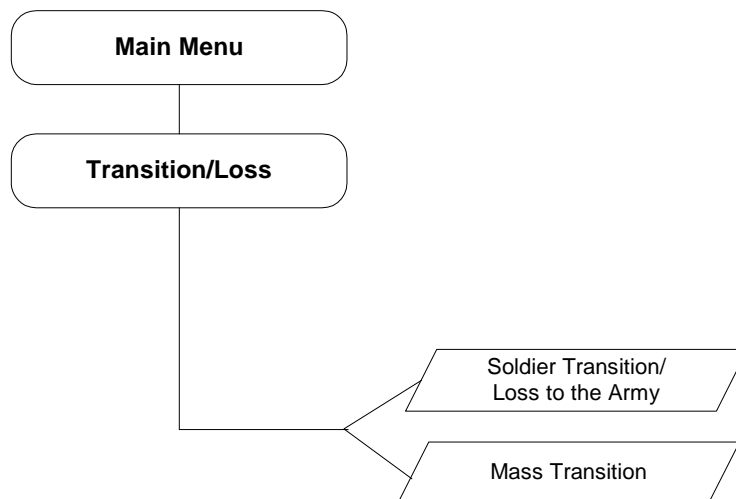 Main Menu
Transition/Loss
Soldier Transition/
Loss to the Army
Mass Transition